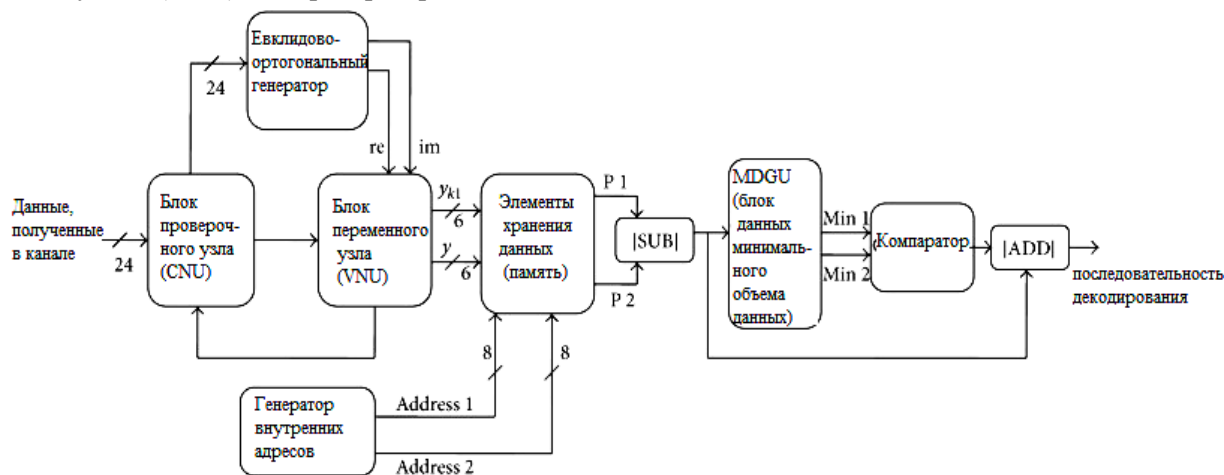 Евклидово-
ортогональный
генератор
24
re
im
Данные,
полученные
в канале
24
Блок
провероч-
ного узла
(CNU)
Блок
переменного
узла
(VNU)
y_{k1}
6
y
6
Элементы
хранения
данных
(память)
P 1
P 2
|SUB|
MDGU
(блок
данных
минималь-
ного
объема
данных)
Min 1
Min 2
Компаратор
|ADD|
последовательность
декодирования
8
8
Генератор
внутренних
адресов
Address 1
Address 2